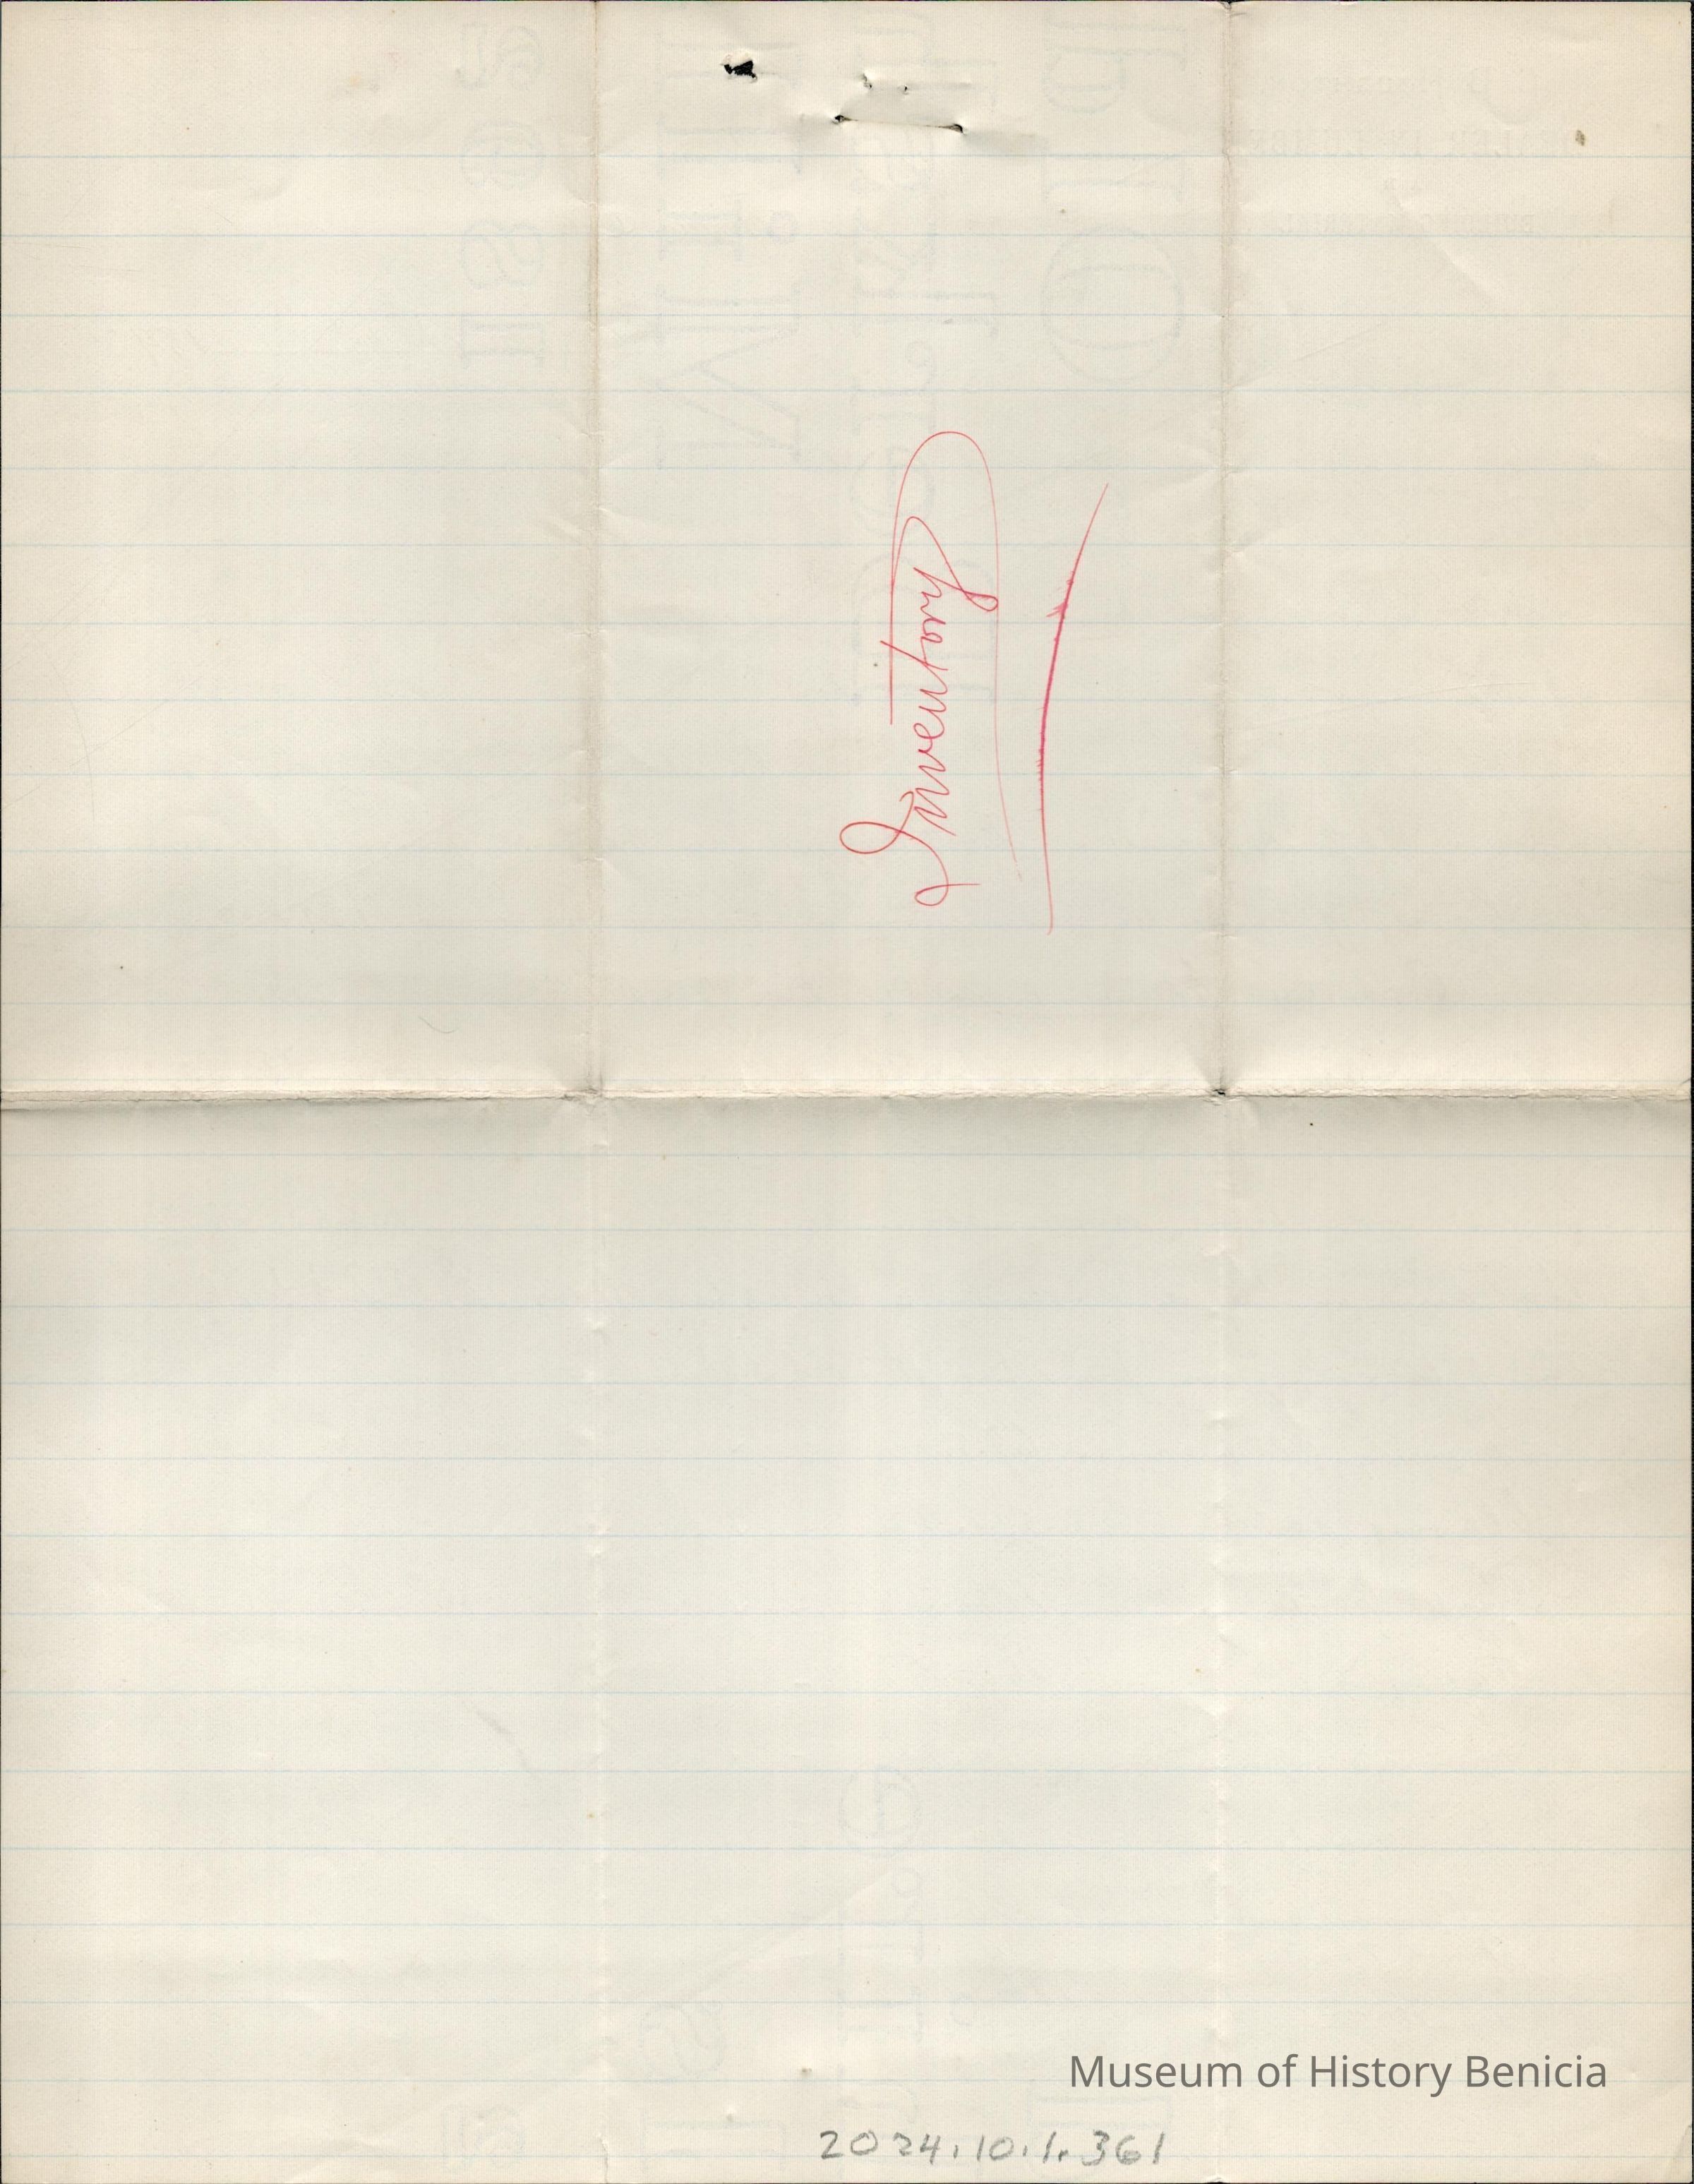 Inventory
Museum of History Benicia
2024.10.1.361